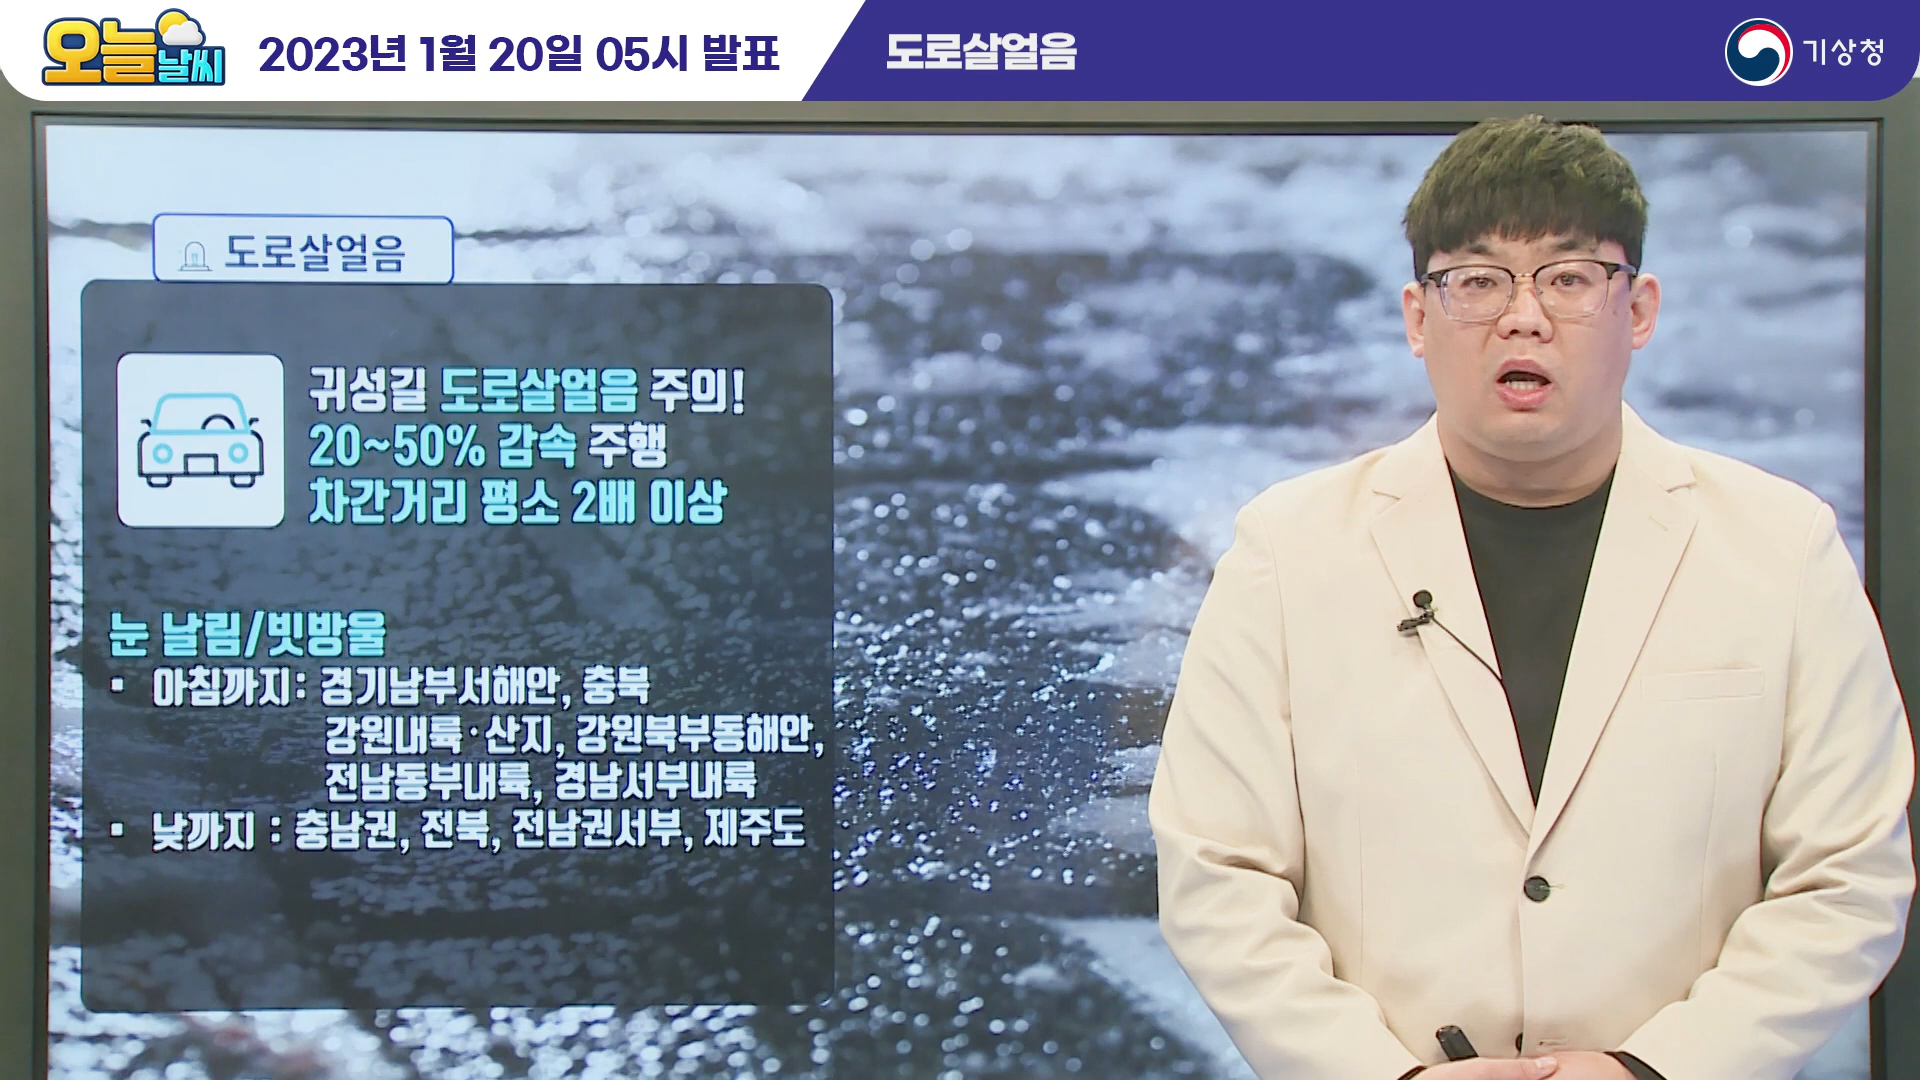 오늘날씨
2023년 1월 20일 05시 발표
도로살얼음
기상청
도로살얼음
귀성길 도로살얼음 주의!
20~50% 감속 주행
차간거리 평소 2배 이상
눈 날림/빗방울
▪ 아침까지: 경기남부서해안, 충북
강원내륙·산지, 강원북부동해안,
전남동부내륙, 경남서부내륙
▪ 낮까지 : 충남권, 전북, 전남권서부, 제주도